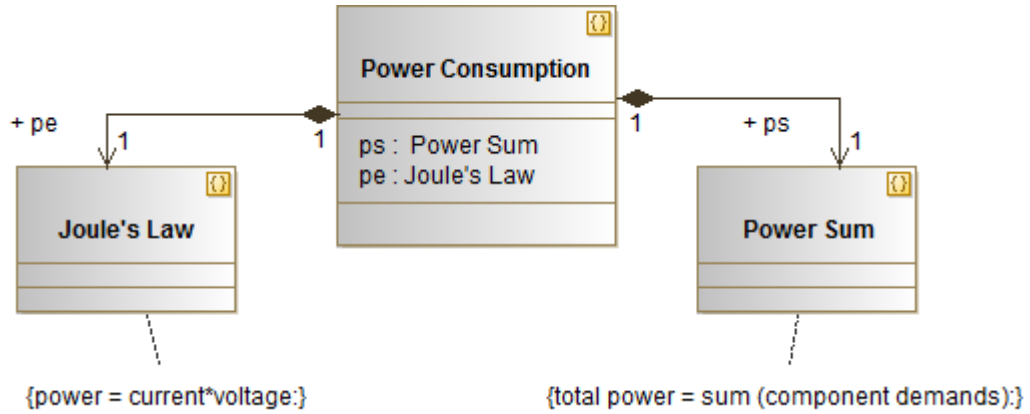 {}
Power Consumption
+ pe
1
1
1
+ ps
1
ps : Power Sum
pe : Joule's Law
{}
Joule's Law
{}
Power Sum
{power = current*voltage:}
{total power = sum (component demands):}